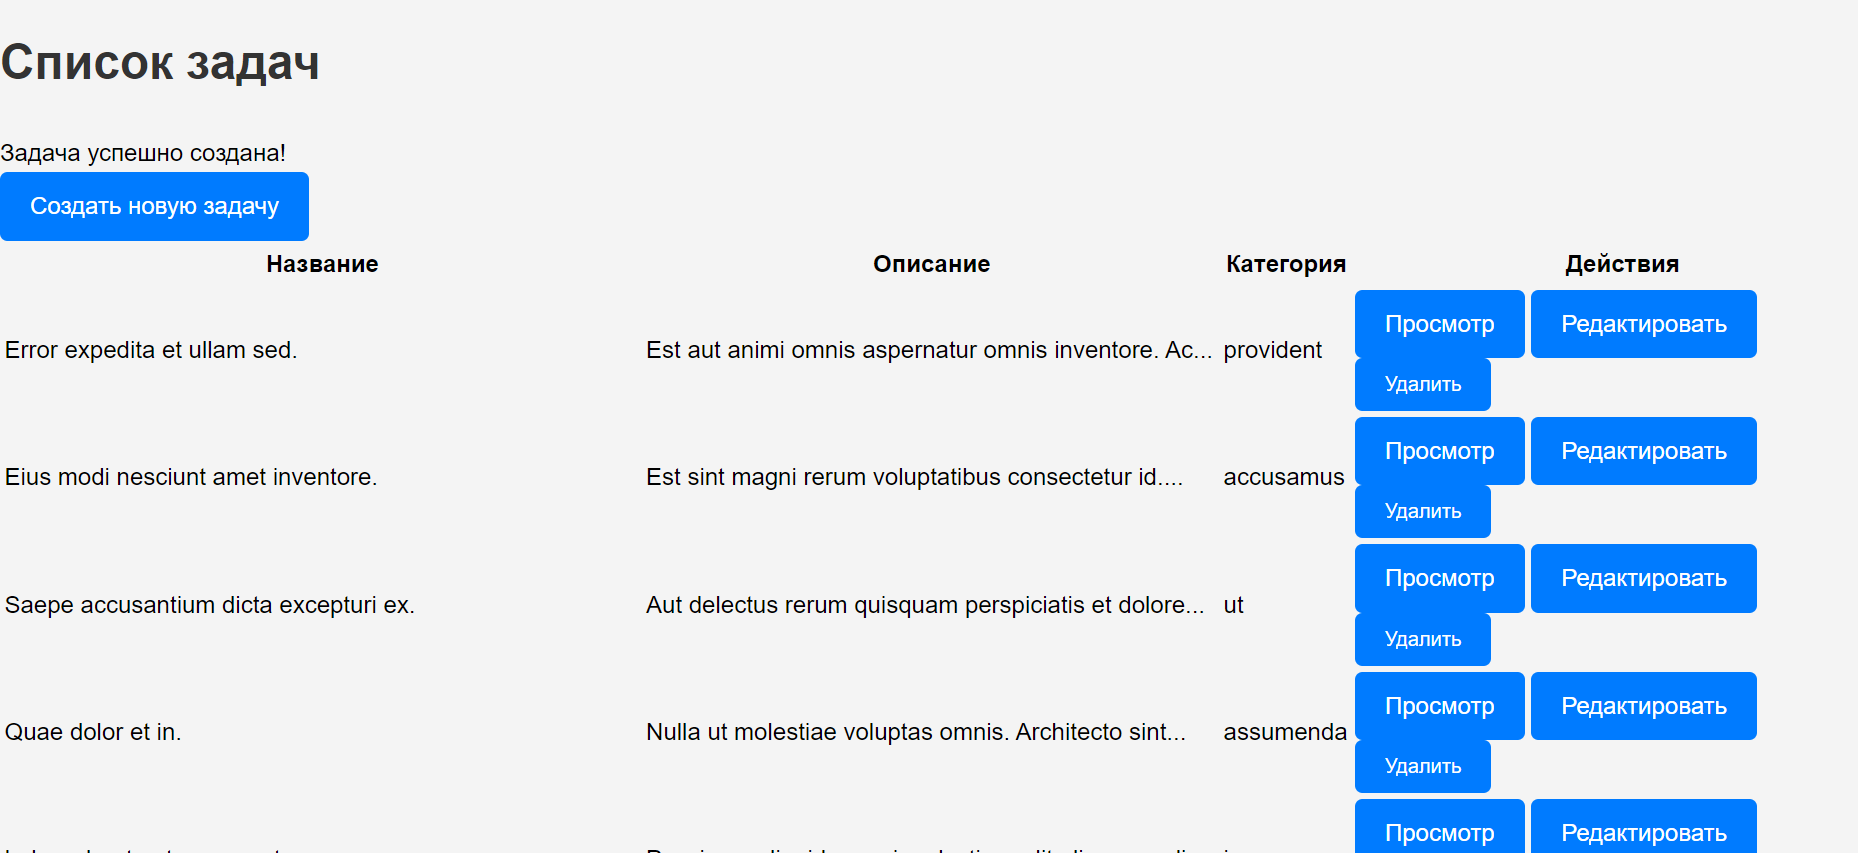 Список задач
Задача успешно создана!
Создать новую задачу
Название Описание Категория Действия
Error expedita et ullam sed. Est aut animi omnis aspernatur omnis inventore. Ac... provident Просмотр Редактировать
Удалить
Eius modi nesciunt amet inventore. Est sint magni rerum voluptatibus consectetur id.... accusamus Просмотр Редактировать
Удалить
Saepe accusantium dicta excepturi ex. Aut delectus rerum quisquam perspiciatis et dolore... ut Просмотр Редактировать
Удалить
Quae dolor et in. Nulla ut molestiae voluptas omnis. Architecto sint... assumenda Просмотр Редактировать
Удалить
Просмотр Редактировать